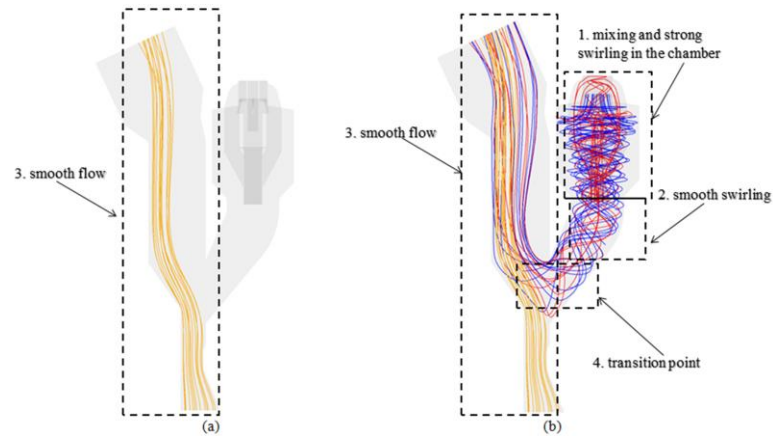 3. smooth flow
(a)
1. mixing and strong
swirling in the chamber
3. smooth flow
2. smooth swirling
4. transition point
(b)